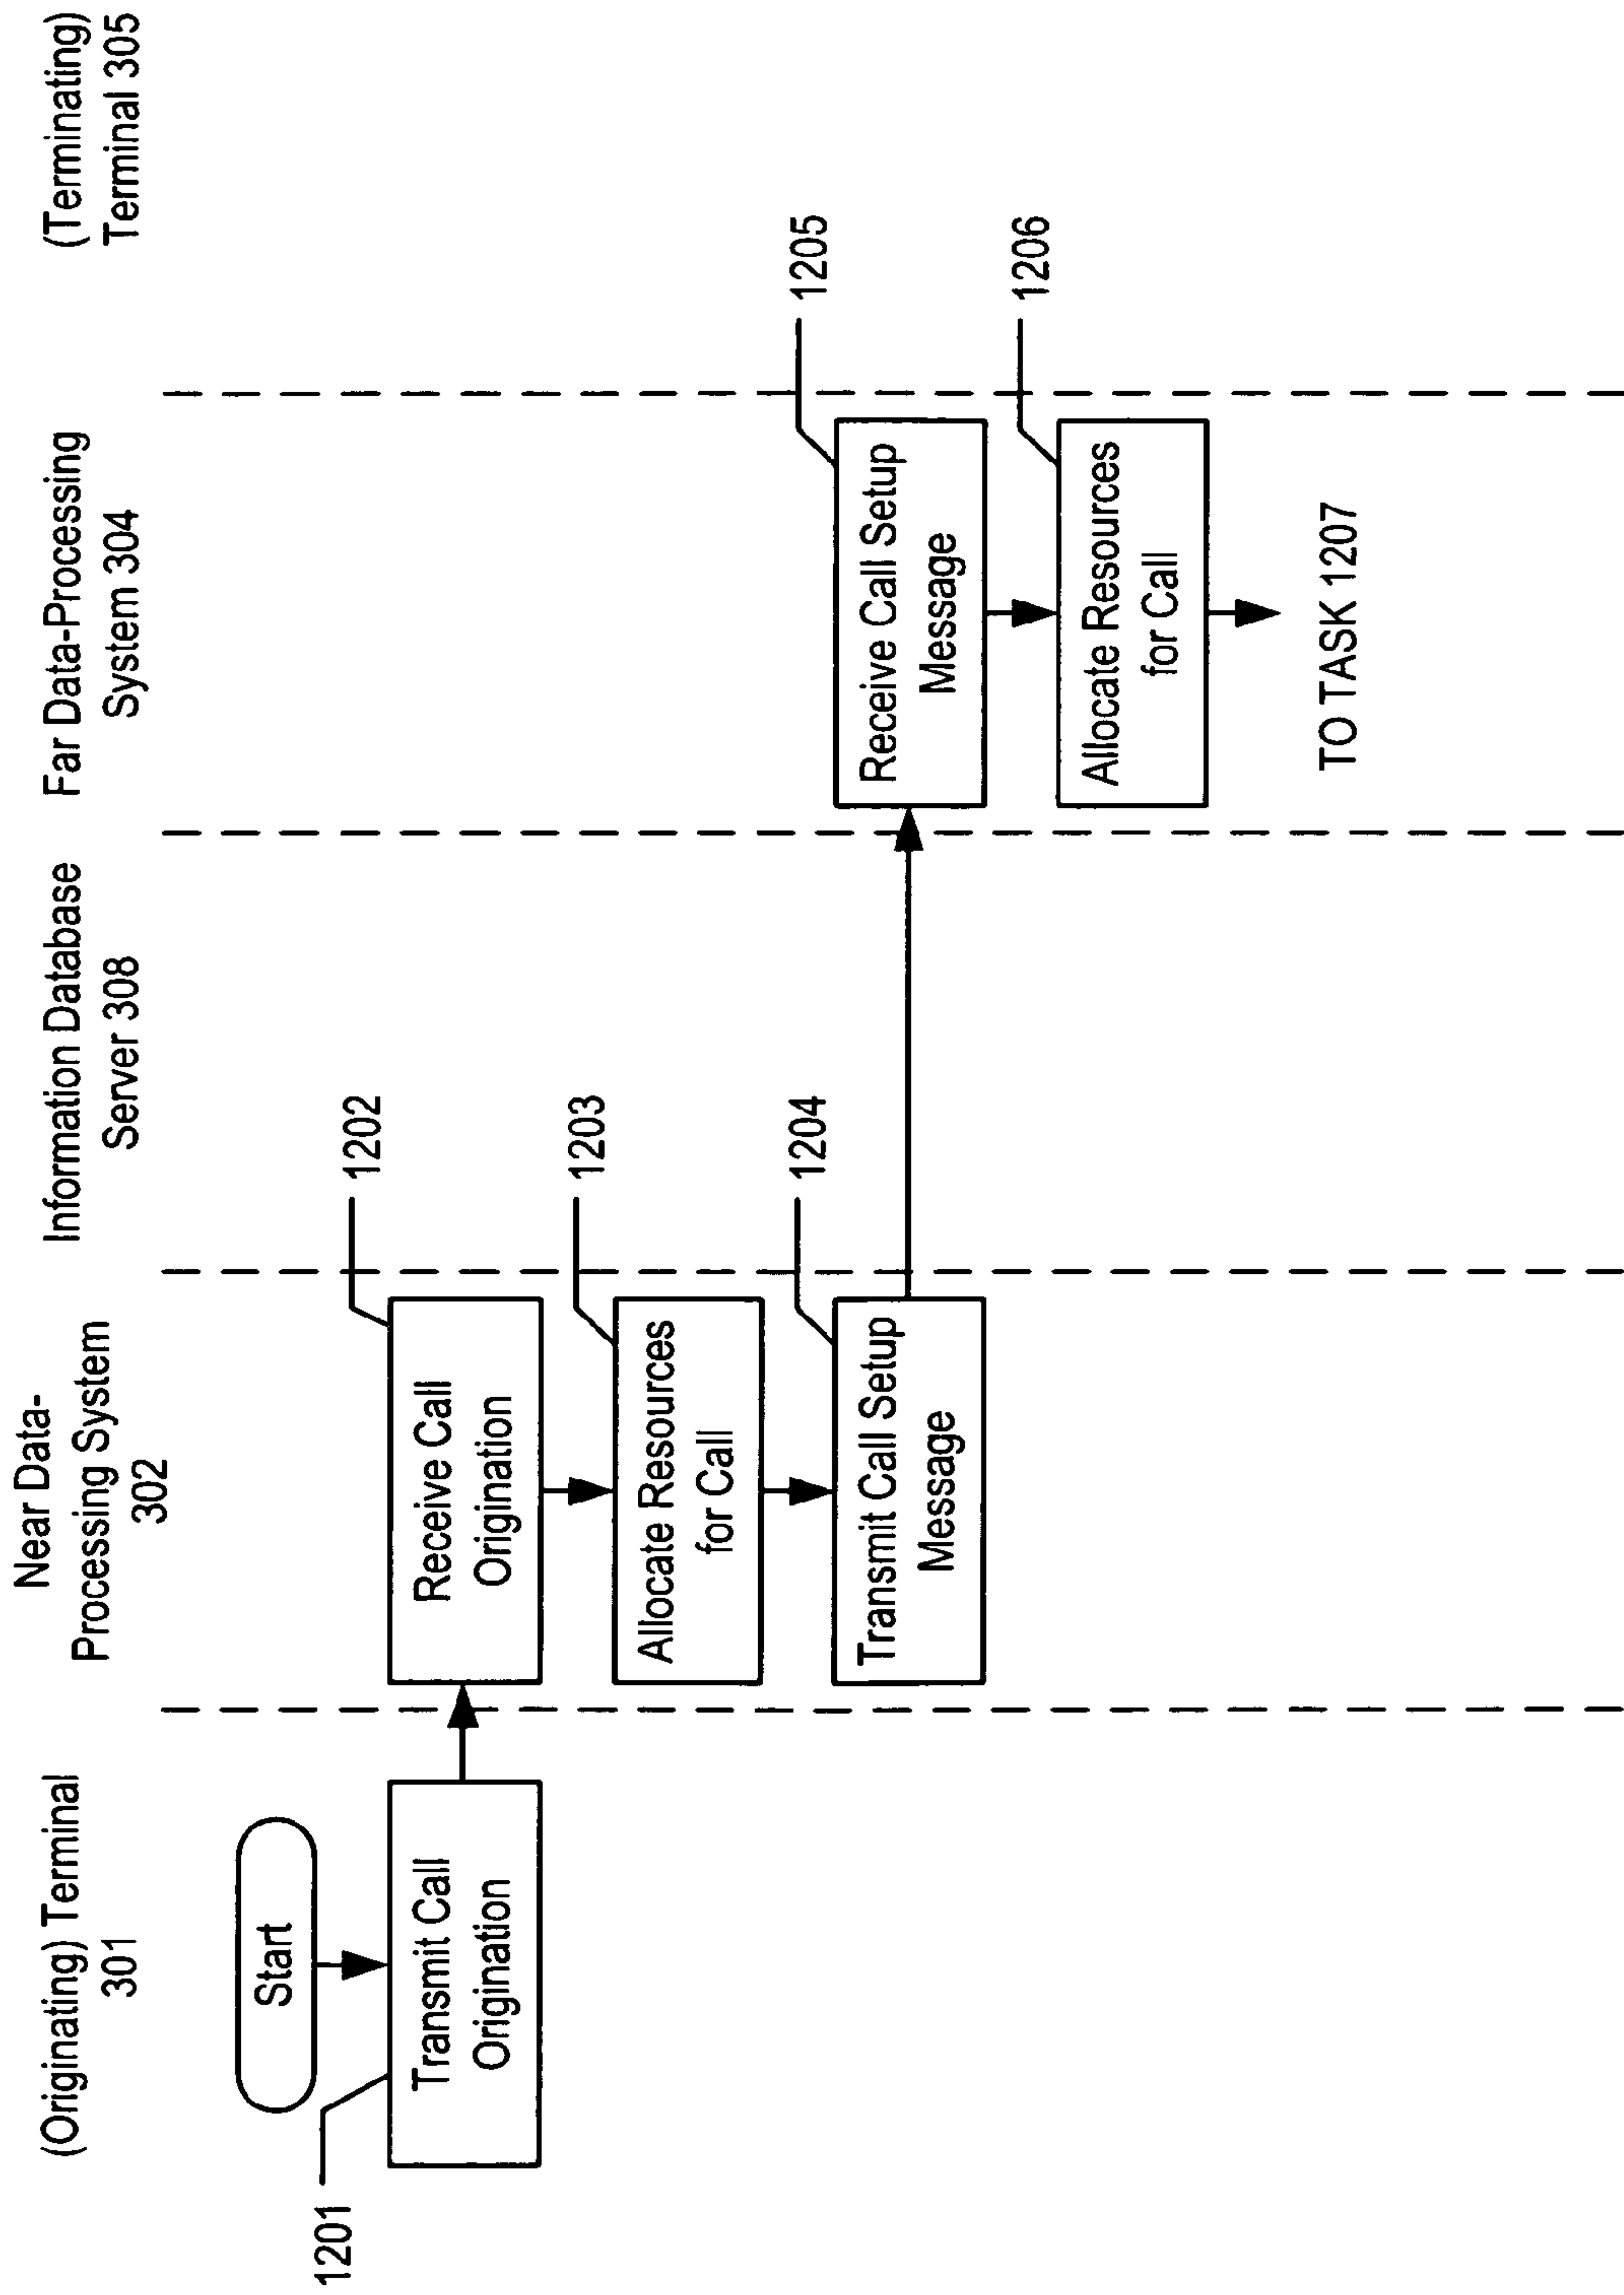 (Originating) Terminal
301
Near Data-
Processing System
302
Information Database
Server 308
Far Data-Processing
System 304
(Terminating)
Terminal 305
Start
1201
Transmit Call
Origination
1202
Receive Call
Origination
1203
Allocate Resources
for Call
1204
Transmit Call Setup
Message
1205
Receive Call Setup
Message
1206
Allocate Resources
for Call
TO TASK 1207